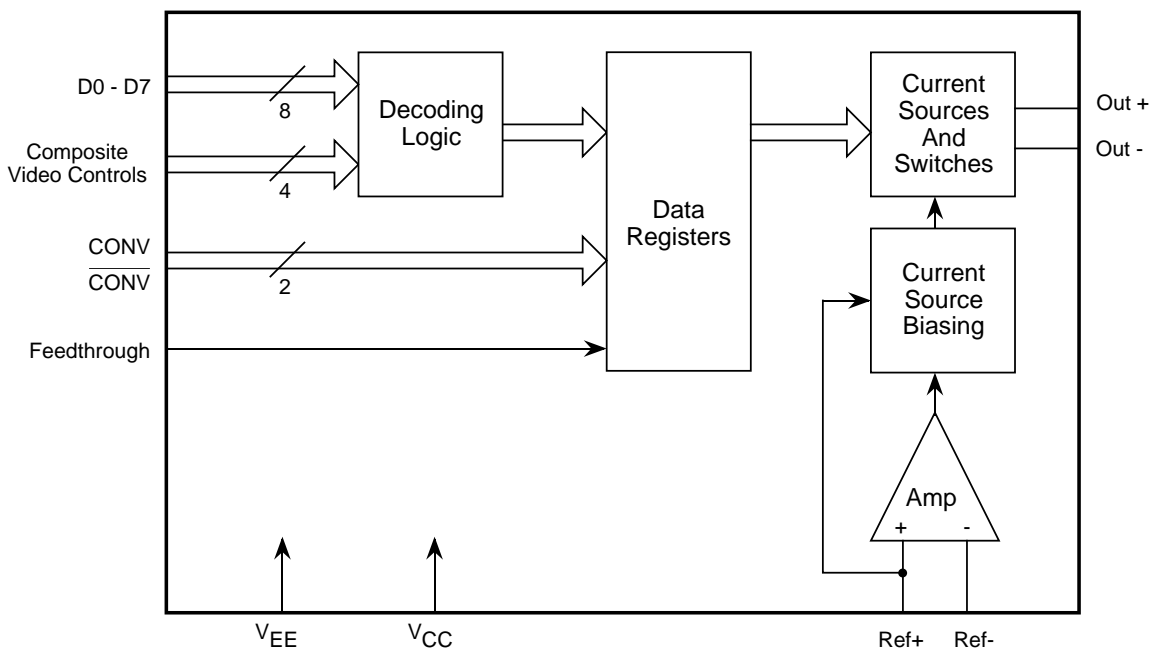 D0 - D7
8
Decoding
Logic
Composite
Video Controls
4
CONV
CONV
2
Feedthrough
Data
Registers
Current
Sources
And
Switches
Out +
Out -
Current
Source
Biasing
Amp
+ -
VEE
VCC
Ref+
Ref-